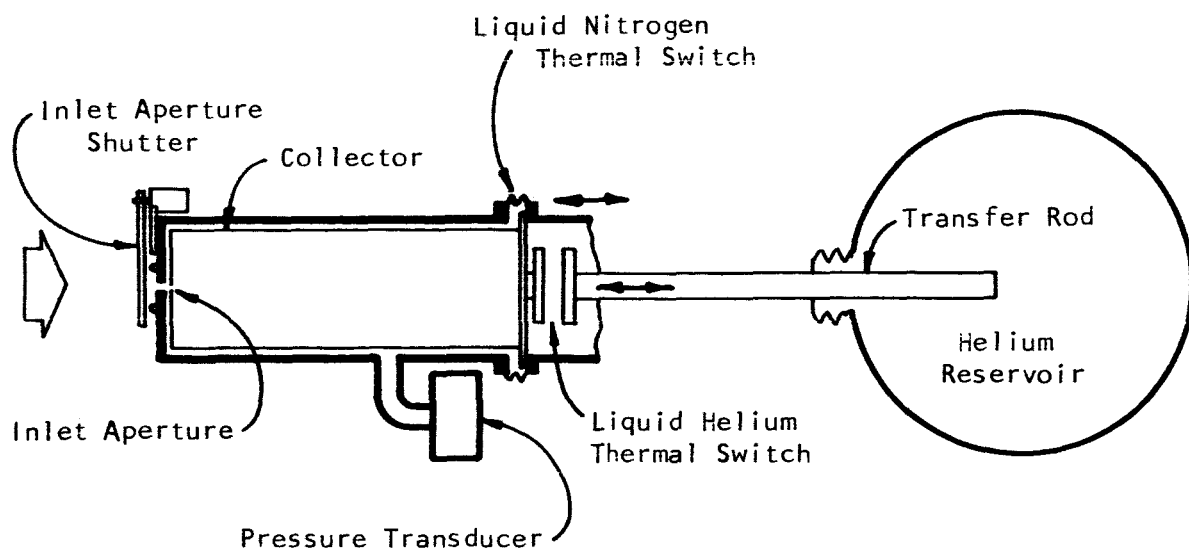 Liquid Nitrogen
Thermal Switch
Inlet Aperture
Shutter
Collector
Transfer Rod
Helium
Reservoir
Inlet Aperture
Liquid Helium
Thermal Switch
Pressure Transducer